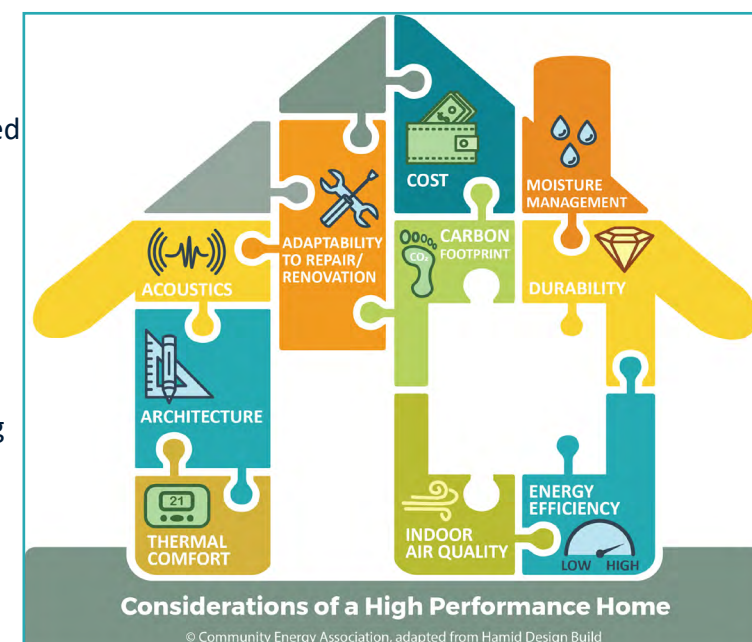 ed
g
COST
MOISTURE
MANAGEMENT
ADAPTABILITY
TO REPAIR/
RENOVATION
CARBON
FOOTPRINT
CO₂
ACOUSTICS
DURABILITY
ARCHITECTURE
21
THERMAL
COMFORT
INDOOR
AIR QUALITY
ENERGY
EFFICIENCY
LOW HIGH
Considerations of a High Performance Home
© Community Energy Association, adapted from Hamid Design Build